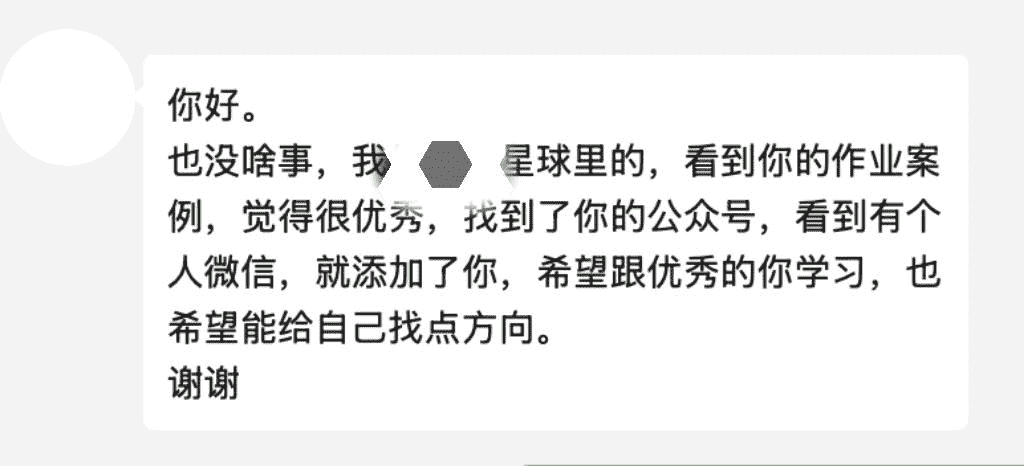 你好。
也没啥事，我星球里的，看到你的作业案
例，觉得很优秀，找到了你的公众号，看到有个
人微信，就添加了你，希望跟优秀的你学习，也
希望能给自己找点方向。
谢谢